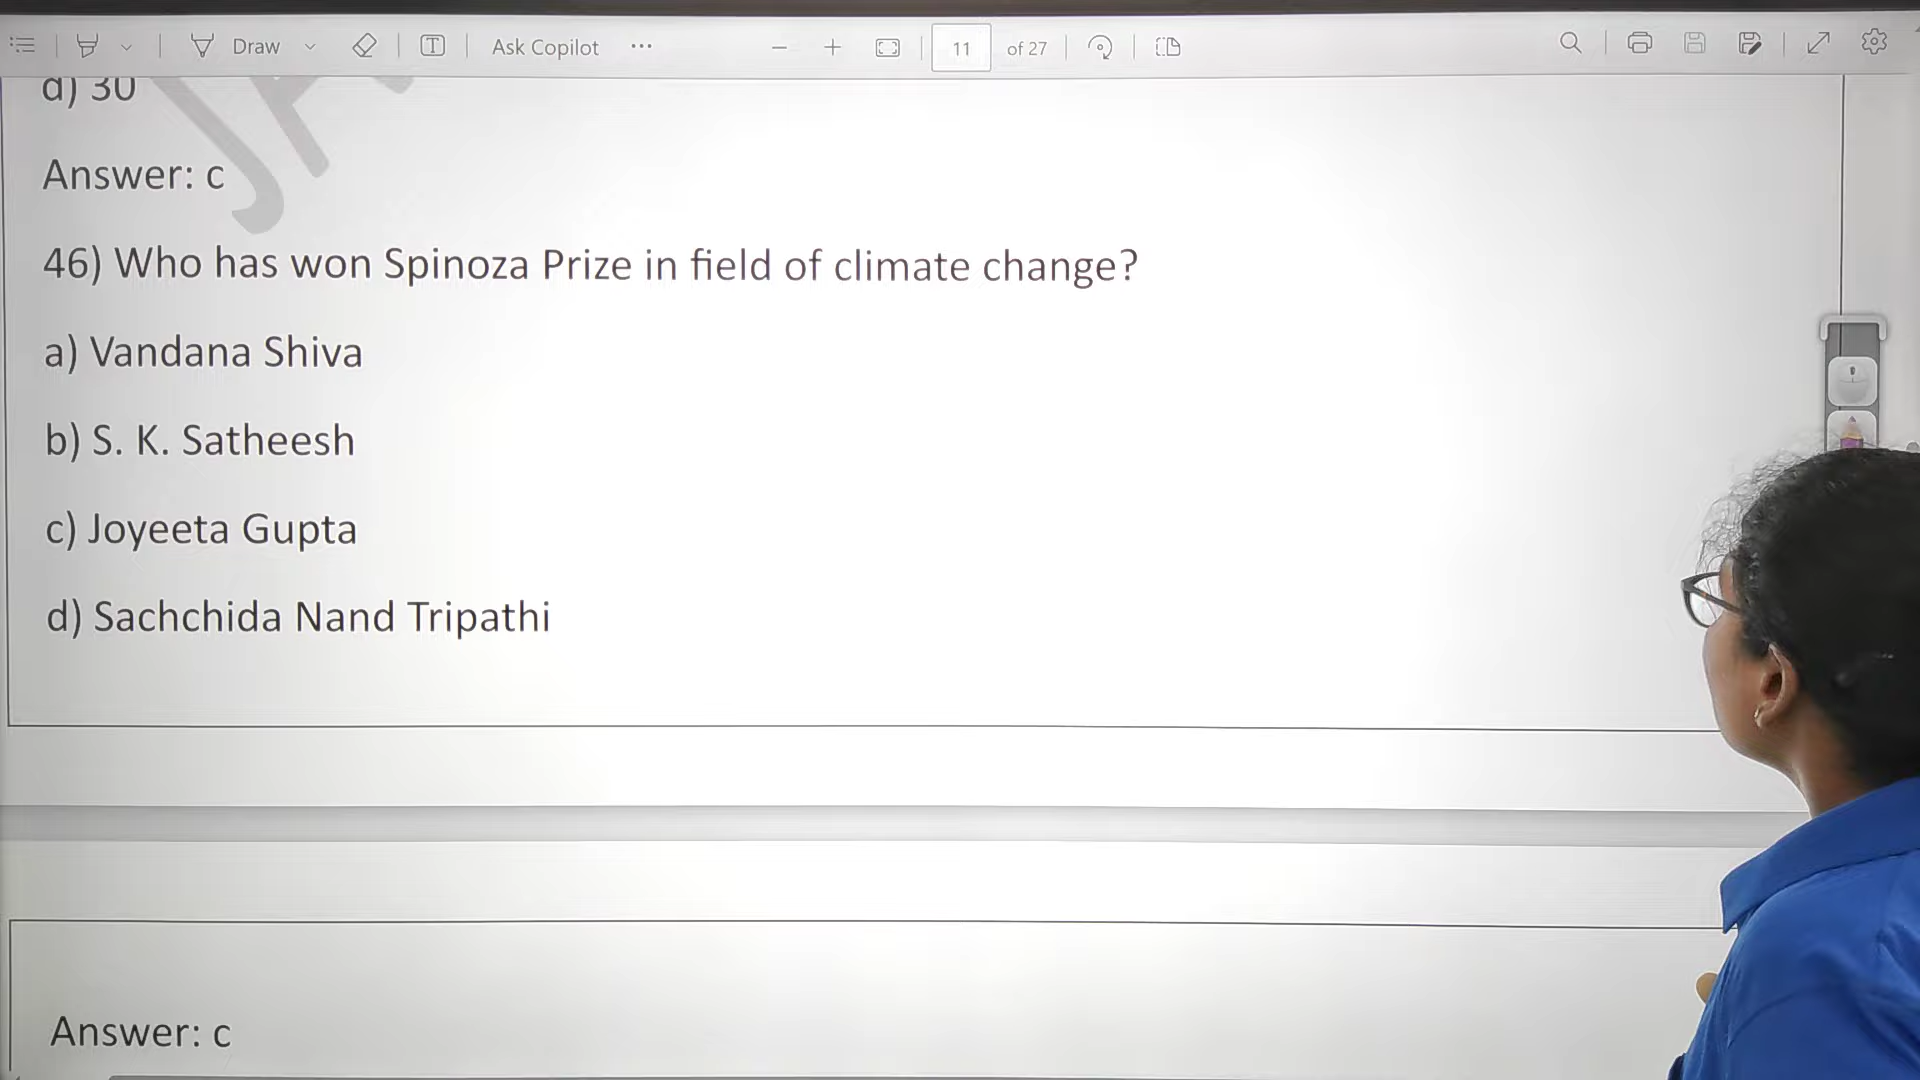 Draw
Ask Copilot
11 of 27
d) 30
Answer: c
46) Who has won Spinoza Prize in field of climate change?
a) Vandana Shiva
b) S. K. Satheesh
c) Joyeeta Gupta
d) Sachchida Nand Tripathi
Answer: c